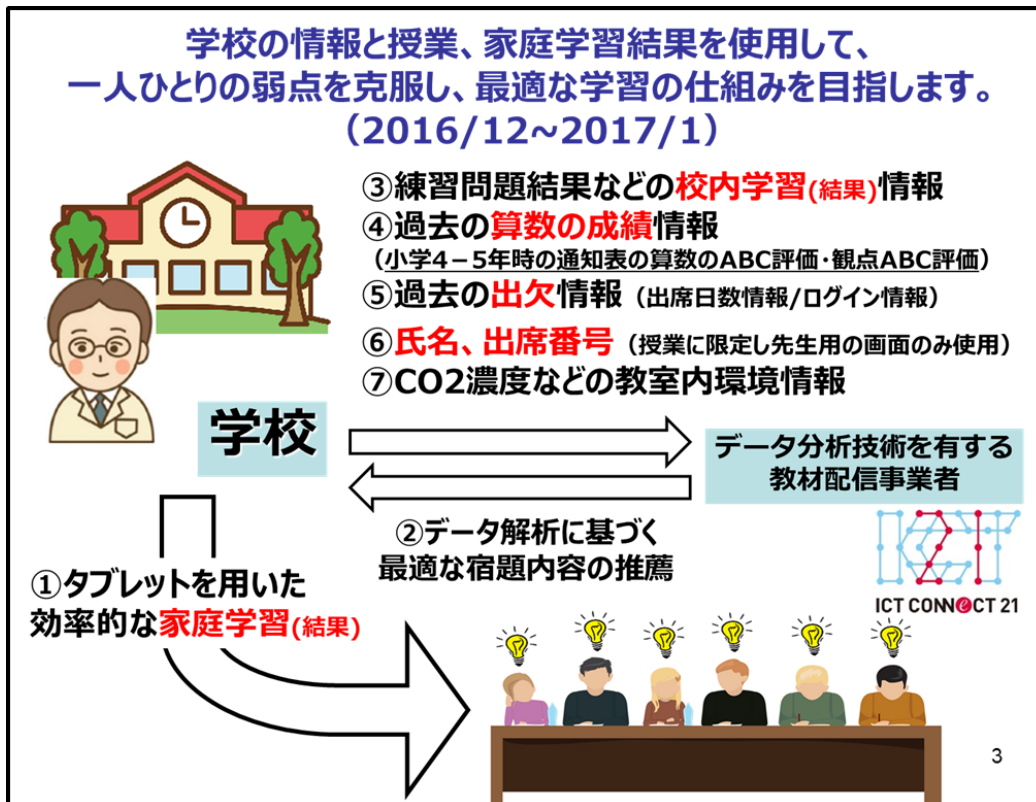 学校の情報と授業、家庭学習結果を使用して、
一人ひとりの弱点を克服し、最適な学習の仕組みを目指します。
（2016/12~2017/1）
③練習問題結果などの校内学習(結果)情報
④過去の算数の成績情報
（小学4－5年時の通知表の算数のABC評価・観点ABC評価）
⑤過去の出欠情報（出席日数情報/ログイン情報）
⑥氏名、出席番号（授業に限定し先生用の画面のみ使用）
⑦CO2濃度などの教室内環境情報
学校
データ分析技術を有する
教材配信事業者
②データ解析に基づく
最適な宿題内容の推薦
ICT CONNeCT 21
①タブレットを用いた
効率的な家庭学習(結果)
3